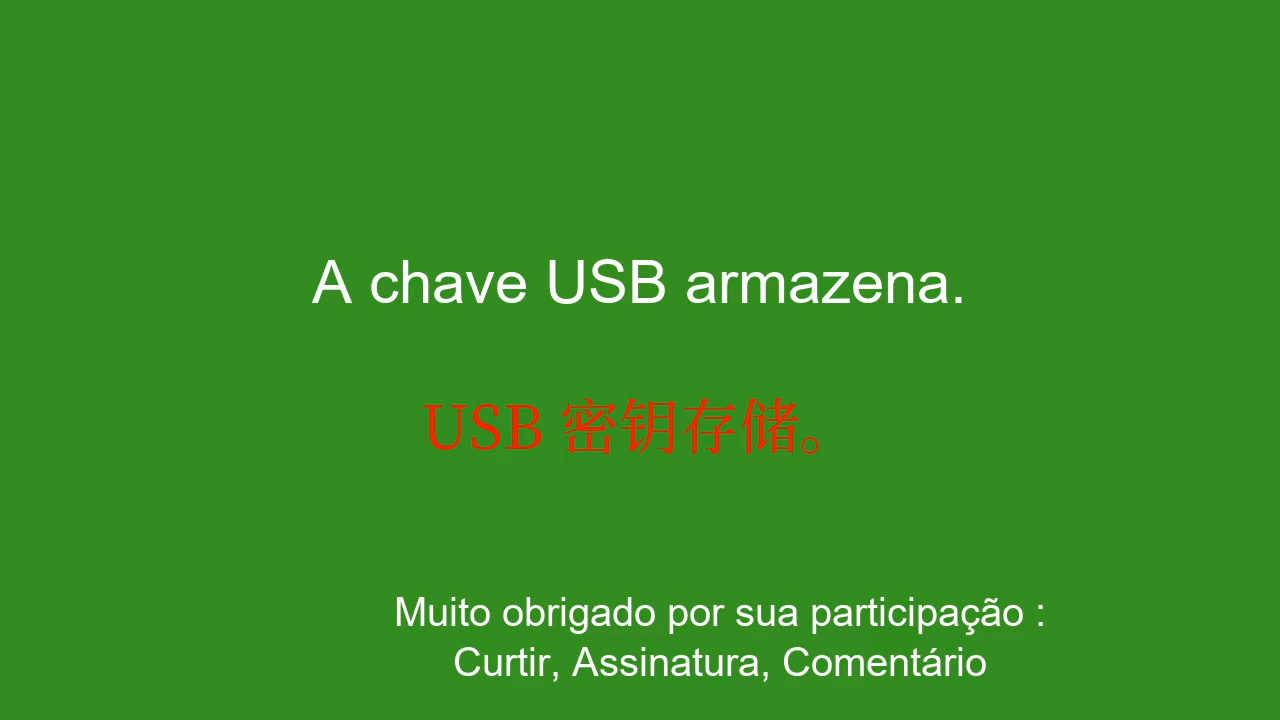 A chave USB armazena.
USB 密钥存储。
Muito obrigado por sua participação :
Curtir, Assinatura, Comentário